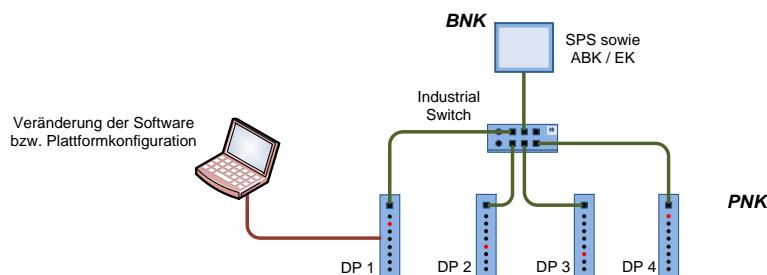 BNK
SPS sowie
ABK / EK
Industrial
Switch
Veränderung der Software
bzw. Plattformkonfiguration
PNK
DP 1
DP 2
DP 3
DP 4